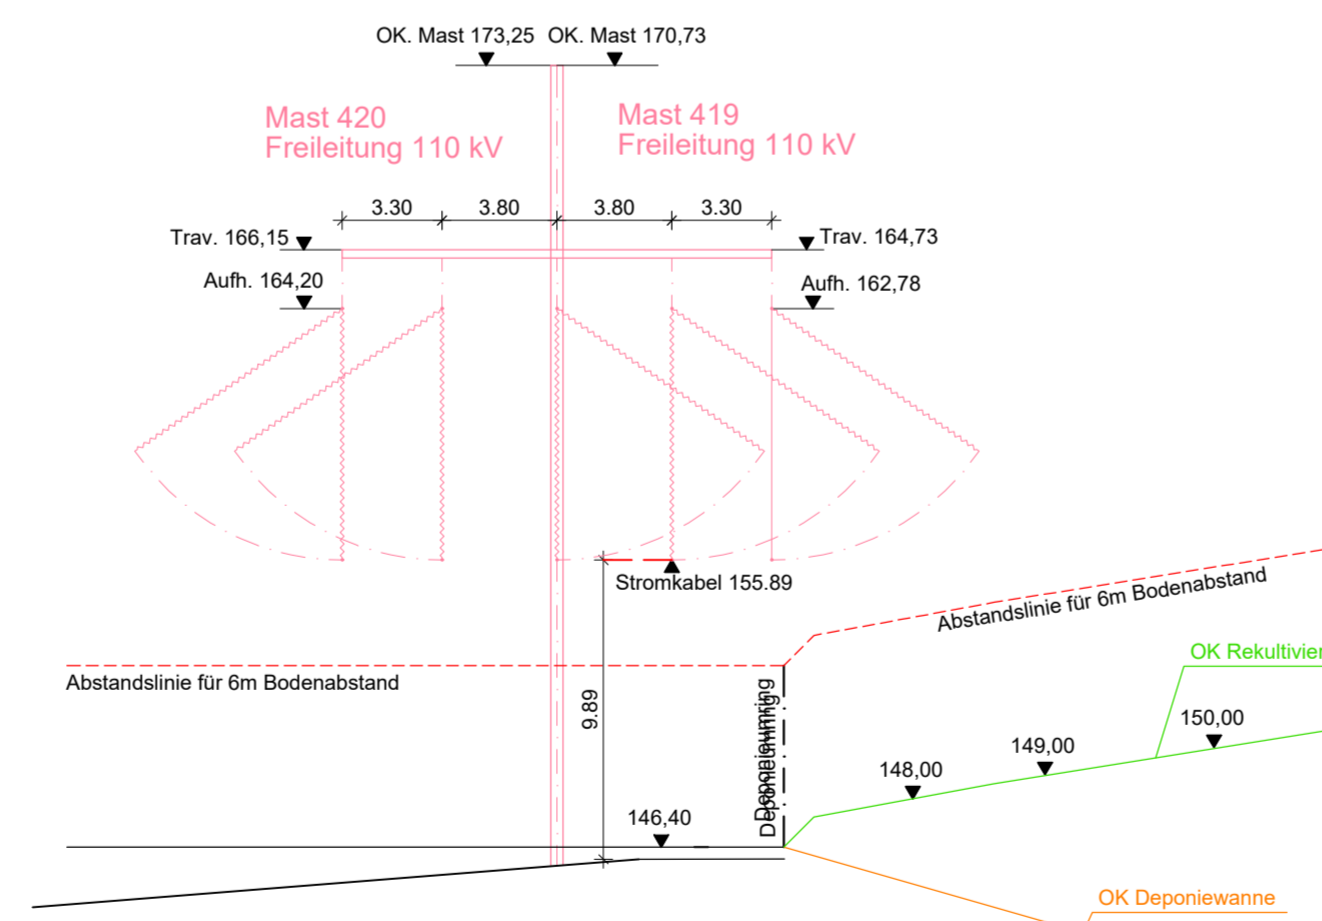 OK. Mast 173,25 OK. Mast 170,73
Mast 420
Freileitung 110 kV
Mast 419
Freileitung 110 kV
3.30 3.80 3.80 3.30
Trav. 166,15
Trav. 164,73
Aufh. 164,20
Aufh. 162,78
Stromkabel 155.89
Abstandslinie für 6m Bodenabstand
Abstandslinie für 6m Bodenabstand
OK Rekultivier
9.89
Deponieumring
Deponieumring
146,40
148,00
149,00
150,00
OK Deponiewanne